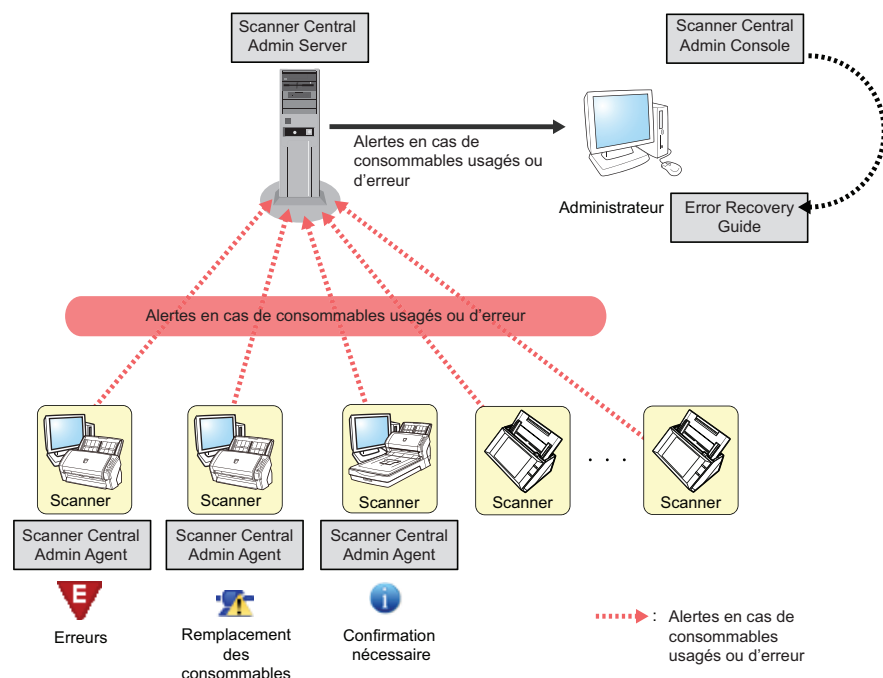 Scanner Central
Admin Server
Scanner Central
Admin Console
Alertes en cas de
consommables usagés ou
d'erreur
Administrateur
Error Recovery
Guide
Alertes en cas de consommables usagés ou d'erreur
Scanner
Scanner
Scanner
Scanner
. . .
Scanner
Scanner Central
Admin Agent
Scanner Central
Admin Agent
Scanner Central
Admin Agent
E
Erreurs
Remplacement
des
consommables
i
Confirmation
nécessaire
: Alertes en cas de
consommables
usagés ou d'erreur